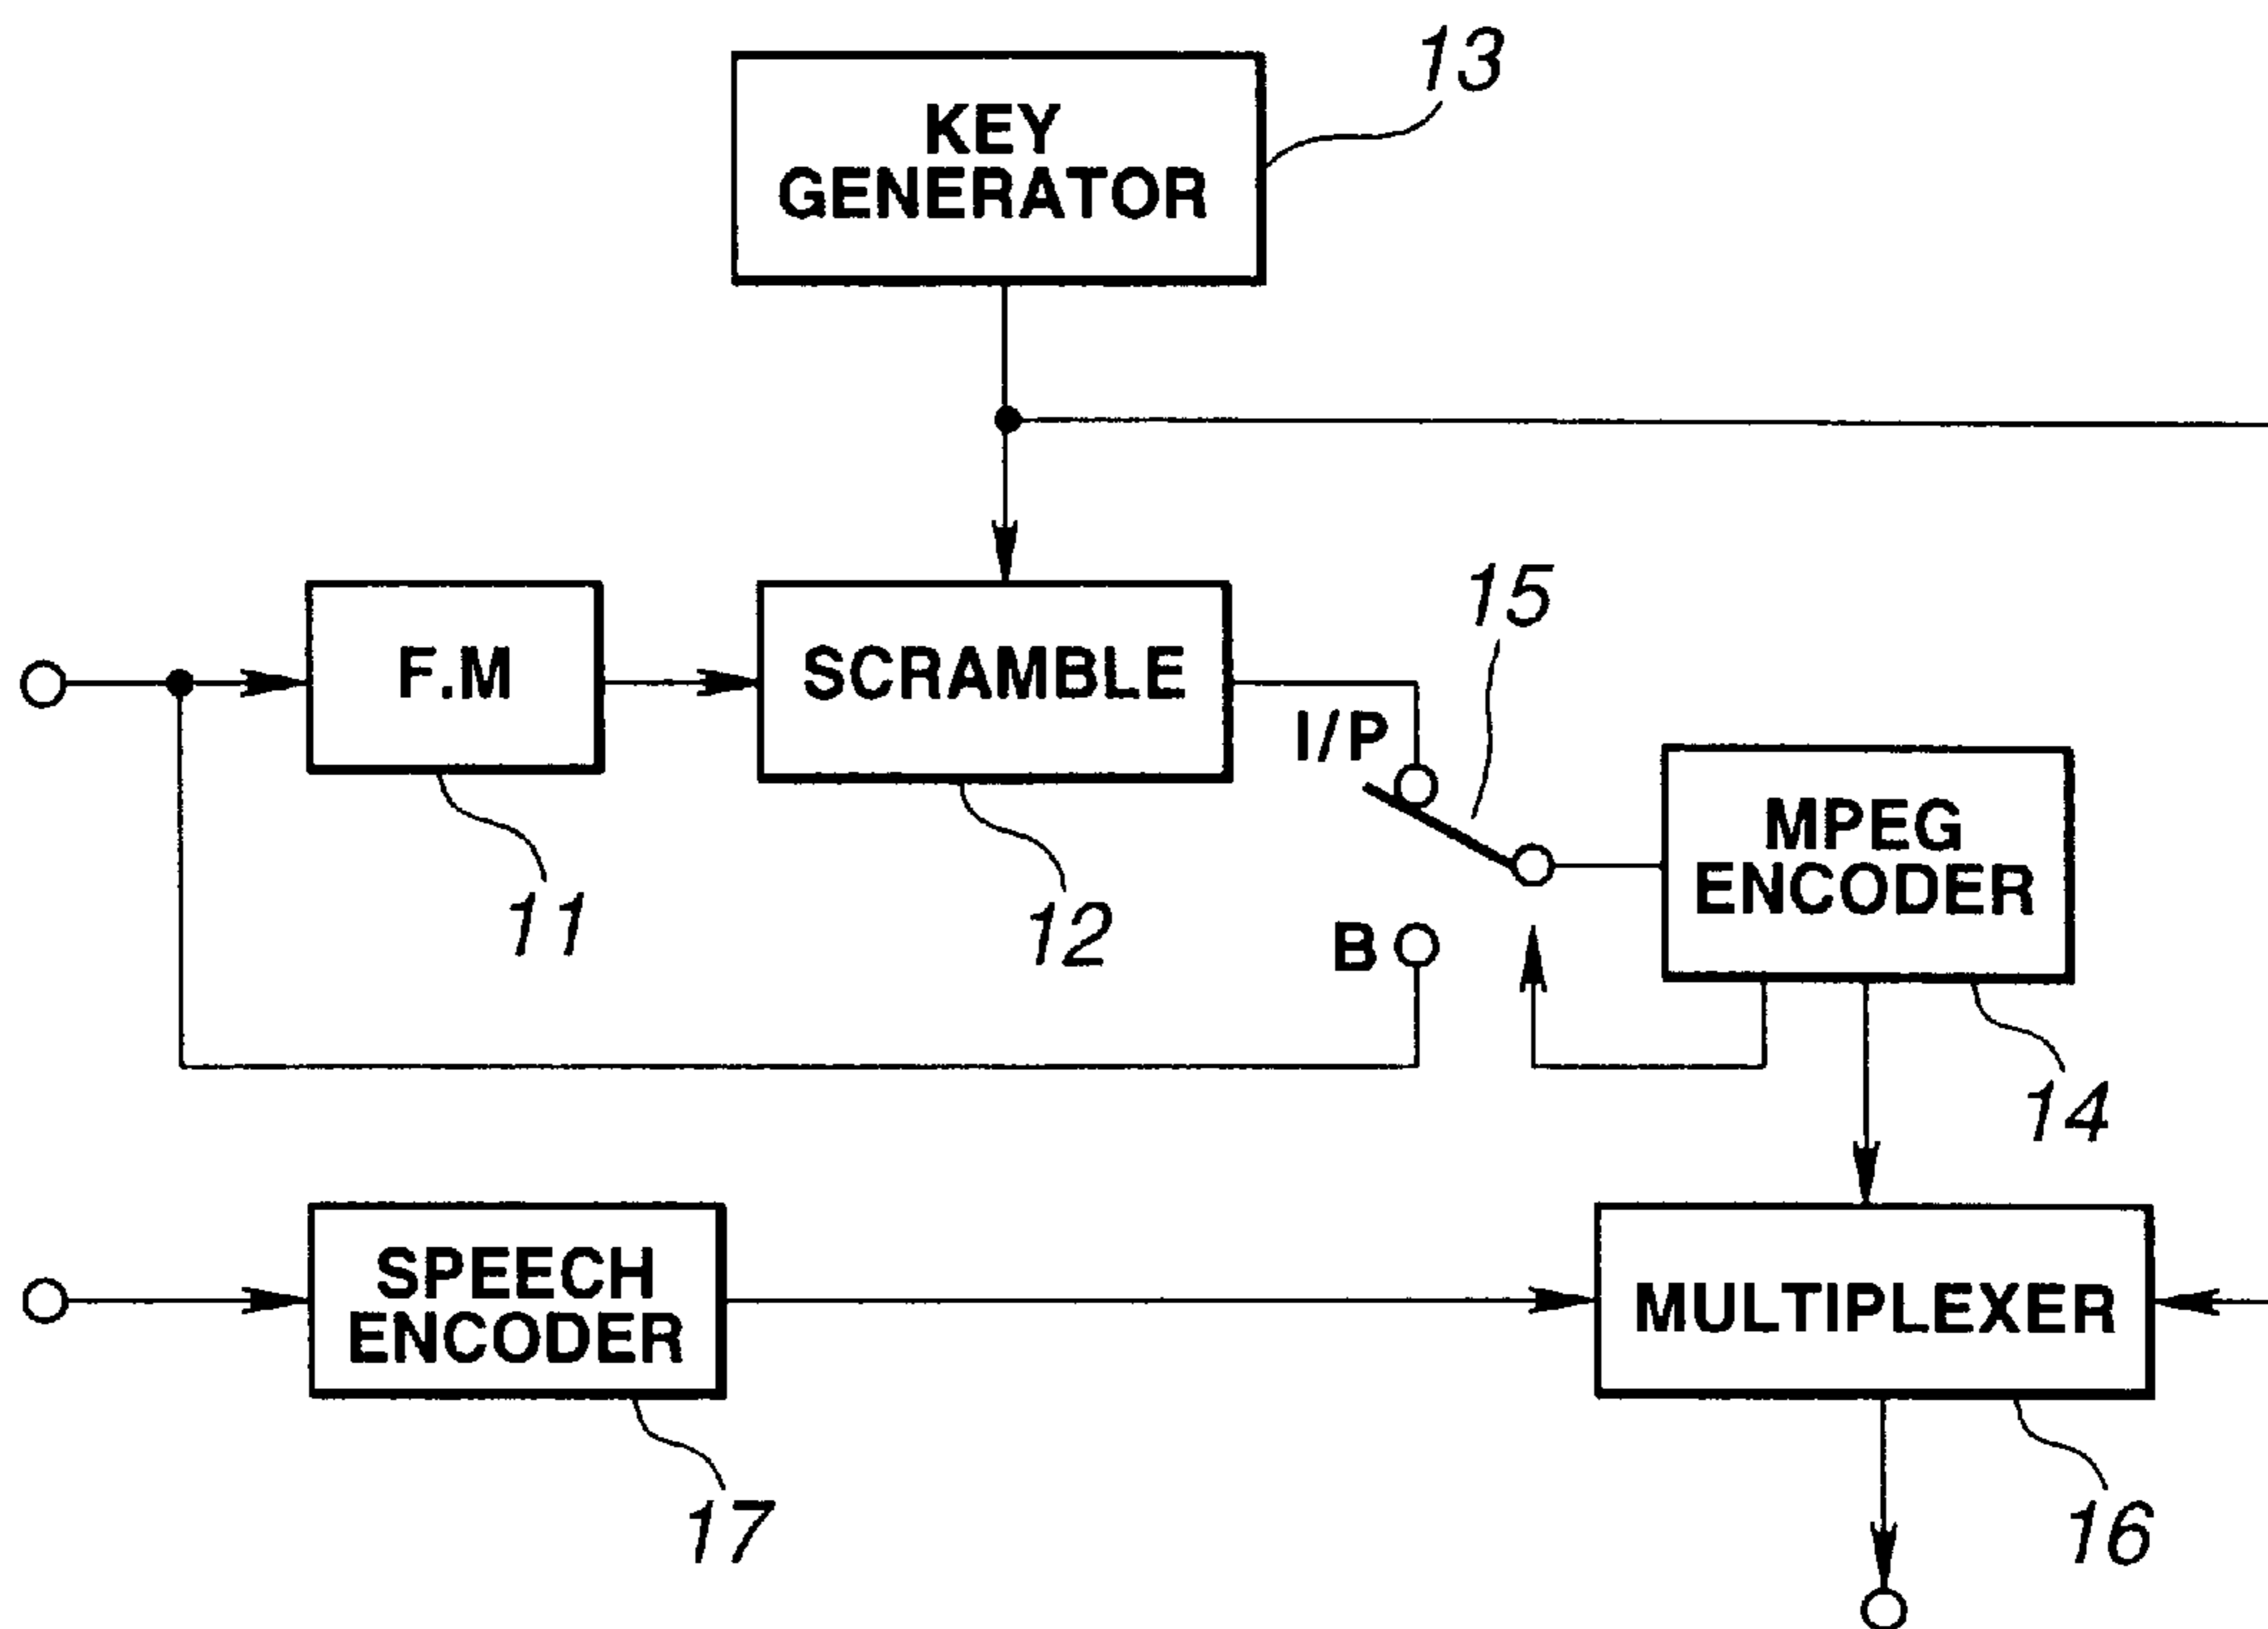 13
KEY
GENERATOR
15
F.M
SCRAMBLE
I/P
MPEG
ENCODER
11
12
B
14
SPEECH
ENCODER
MULTIPLEXER
17
16